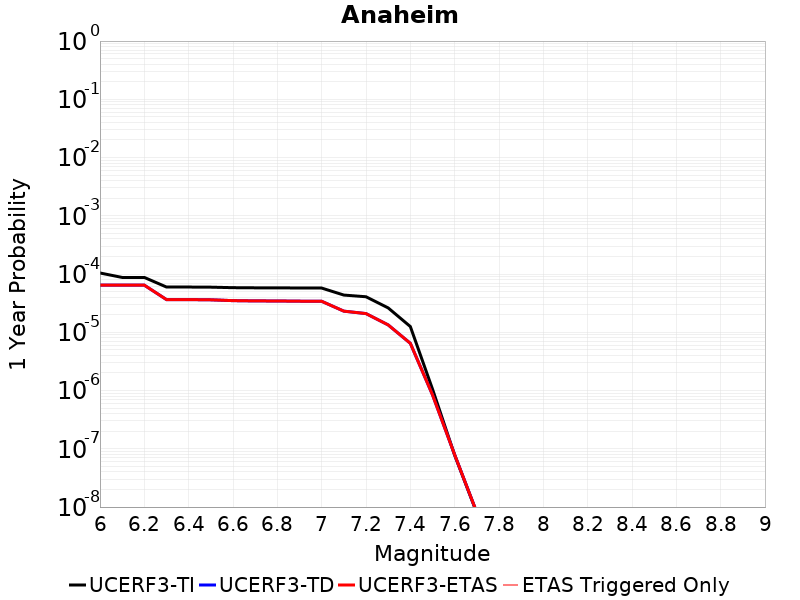 Anaheim
10^0
10^-1
10^-2
10^-3
10^-4
10^-5
10^-6
10^-7
10^-8
1 Year Probability
6 6.2 6.4 6.6 6.8 7 7.2 7.4 7.6 7.8 8 8.2 8.4 8.6 8.8 9
Magnitude
UCERF3-TI UCERF3-TD UCERF3-ETAS ETAS Triggered Only